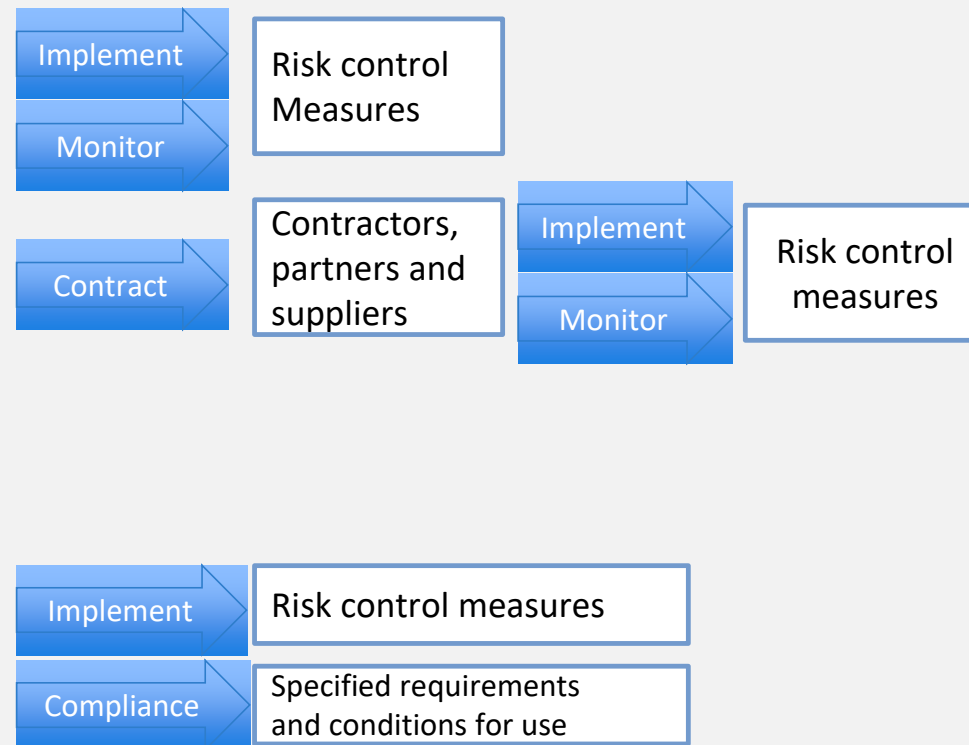 Implement
Monitor
Risk control
Measures
Contract
Contractors,
partners and
suppliers
Implement
Monitor
Risk control
measures
Implement
Risk control measures
Compliance
Specified requirements
and conditions for use